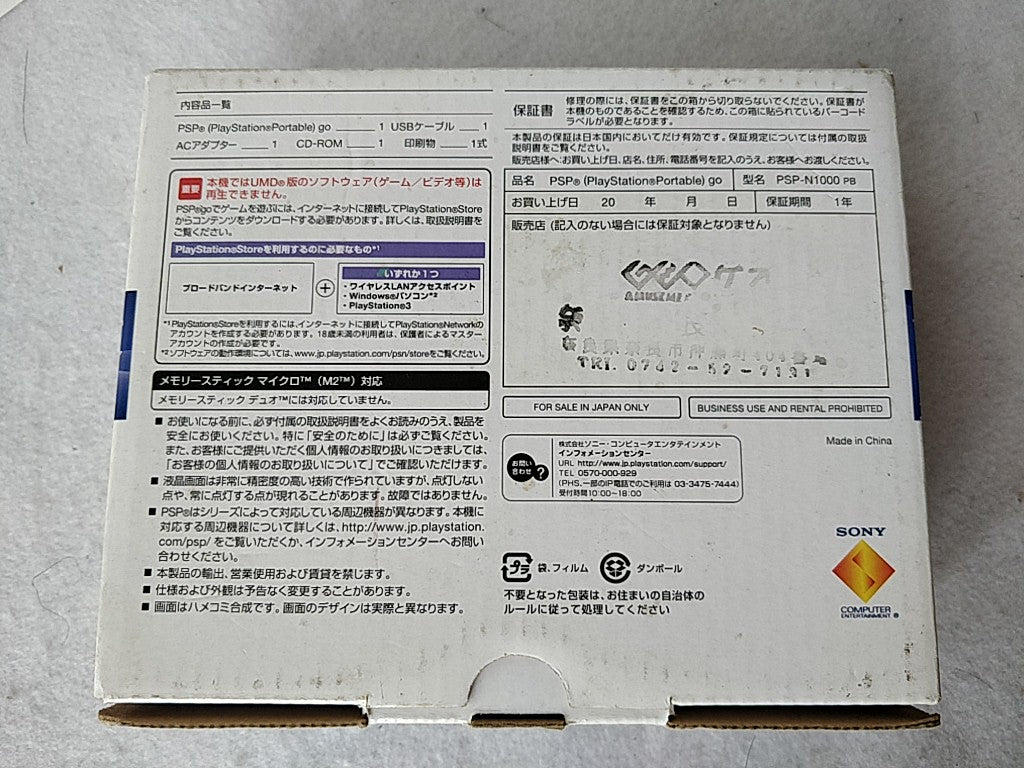 内容品一覧
PSP® (PlayStation®Portable) go 1 USBケーブル 1
ACアダプター 1 CD-ROM 1 印刷物 1式
重要 本機ではUMD® 版のソフトウェア(ゲーム/ビデオ等)は
再生できません。
PSP®goでゲームを遊ぶには、インターネットに接続してPlayStation®Store
からコンテンツをダウンロードする必要があります。詳しくは、取扱説明書を
ご覧ください。
PlayStation®Storeを利用するのに必要なもの*1
ブロードバンドインターネット
+
いずれか1つ
・ワイヤレスLANアクセスポイント
・Windows®パソコン*2
・PlayStation®3
*1 PlayStation®Storeを利用するには、インターネットに接続してPlayStation®Networkの
アカウントを作成する必要があります。18歳未満の利用者は、保護者によるマスター
アカウントの作成が必要です。
*2 ソフトウェアの動作環境については、www.jp.playstation.com/psn/storeをご覧ください。
メモリースティック マイクロ™ (M2™) 対応
メモリースティック デュオ™には対応していません。
■ お使いになる前に、必ず付属の取扱説明書をよくお読みのうえ、製品を
安全にお使いください。特に「安全のために」は必ずご覧ください。
また、お客様にご提供いただく個人情報のお取り扱いにつきましては、
「お客様の個人情報のお取り扱いについて」でご確認いただけます。
■ 液晶画面は非常に精密度の高い技術で作られていますが、点灯しない
点や、常に点灯する点が現れることがあります。故障ではありません。
■ PSP®はシリーズによって対応している周辺機器が異なります。本機に
対応する周辺機器について詳しくは、http://www.jp.playstation.
com/psp/ をご覧いただくか、インフォメーションセンターへお問い
合わせください。
■ 本製品の輸出、営業使用および賃貸を禁じます。
■ 仕様および外観は予告なく変更することがあります。
■ 画面はハメコミ合成です。画面のデザインは実際と異なります。
保証書
修理の際には、保証書をこの箱から切り取らないでください。保証書が
本機のものであることを確認するため、この箱に貼られているバーコード
ラベルが必要となります。
本製品の保証は日本国内においてだけ有効です。保証規定については付属の取扱
説明書をご覧ください。
販売店様へ:お買い上げ日、店名、住所、電話番号を記入のうえ、お客様へお渡しください。
品名 PSP® (PlayStation®Portable) go 型名 PSP-N1000 PB
お買い上げ日 20 年 月 日 保証期間 1年
販売店 (記入のない場合には保証対象となりません)
GEO
奈良県奈良市
TEL. 0742-52-7191
FOR SALE IN JAPAN ONLY
BUSINESS USE AND RENTAL PROHIBITED
お問い合わせ ?
株式会社ソニー・コンピュータエンタテインメント
インフォメーションセンター
URL http://www.jp.playstation.com/support/
TEL 0570-000-929
(PHS、一部のIP電話でのご利用は 03-3475-7444)
受付時間10:00~18:00
Made in China
プラ 袋、フィルム ダンボール
不要となった包装は、お住まいの自治体の
ルールに従って処理してください
SONY
COMPUTER
ENTERTAINMENT ®